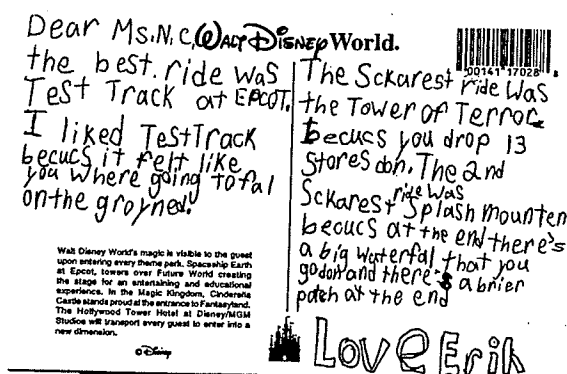 Dear Ms. N. C,
WALT DISNEY World.
the best. ride was
Test Track at EPCOT.
I liked TestTrack
becucs it felt like
you where going to fal
on the groyned.
Walt Disney World's magic is visible to the guest
upon entering every theme park. Spaceship Earth
at Epcot, towers over Future World creating
the stage for an entertaining and educational
experience. In the Magic Kingdom, Cinderella
Castle stands proud at the entrance to Fantasyland.
The Hollywood Tower Hotel at Disney/MGM
Studios will transport every guest to enter into a
new dimension.
© Disney
00141 17028
The Sckarest ride was
the Tower of Terror
becucs you drop 13
stores don. The 2nd
Sckarest ride was Splash mounten
becucs at the end there's
a big waterfal that you
go don and there's a brier
patch at the end
Love Erik